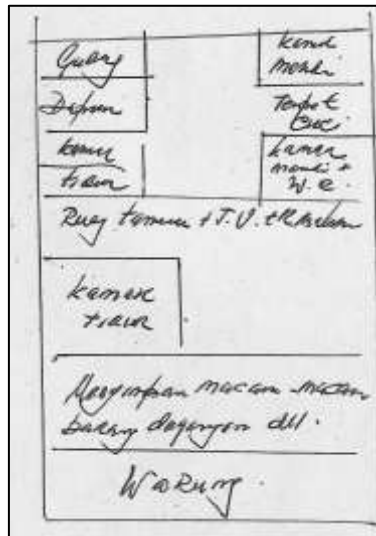 Gudang
Dapur
kamar
tidur
kamar
mandi
Tempat
Cuci
kamar
mandi +
W.C.
Ruang tamu + T.V. + R. Makan
kamar
tidur
Menyimpan macam-macam
barang dagangan dll.
Warung.